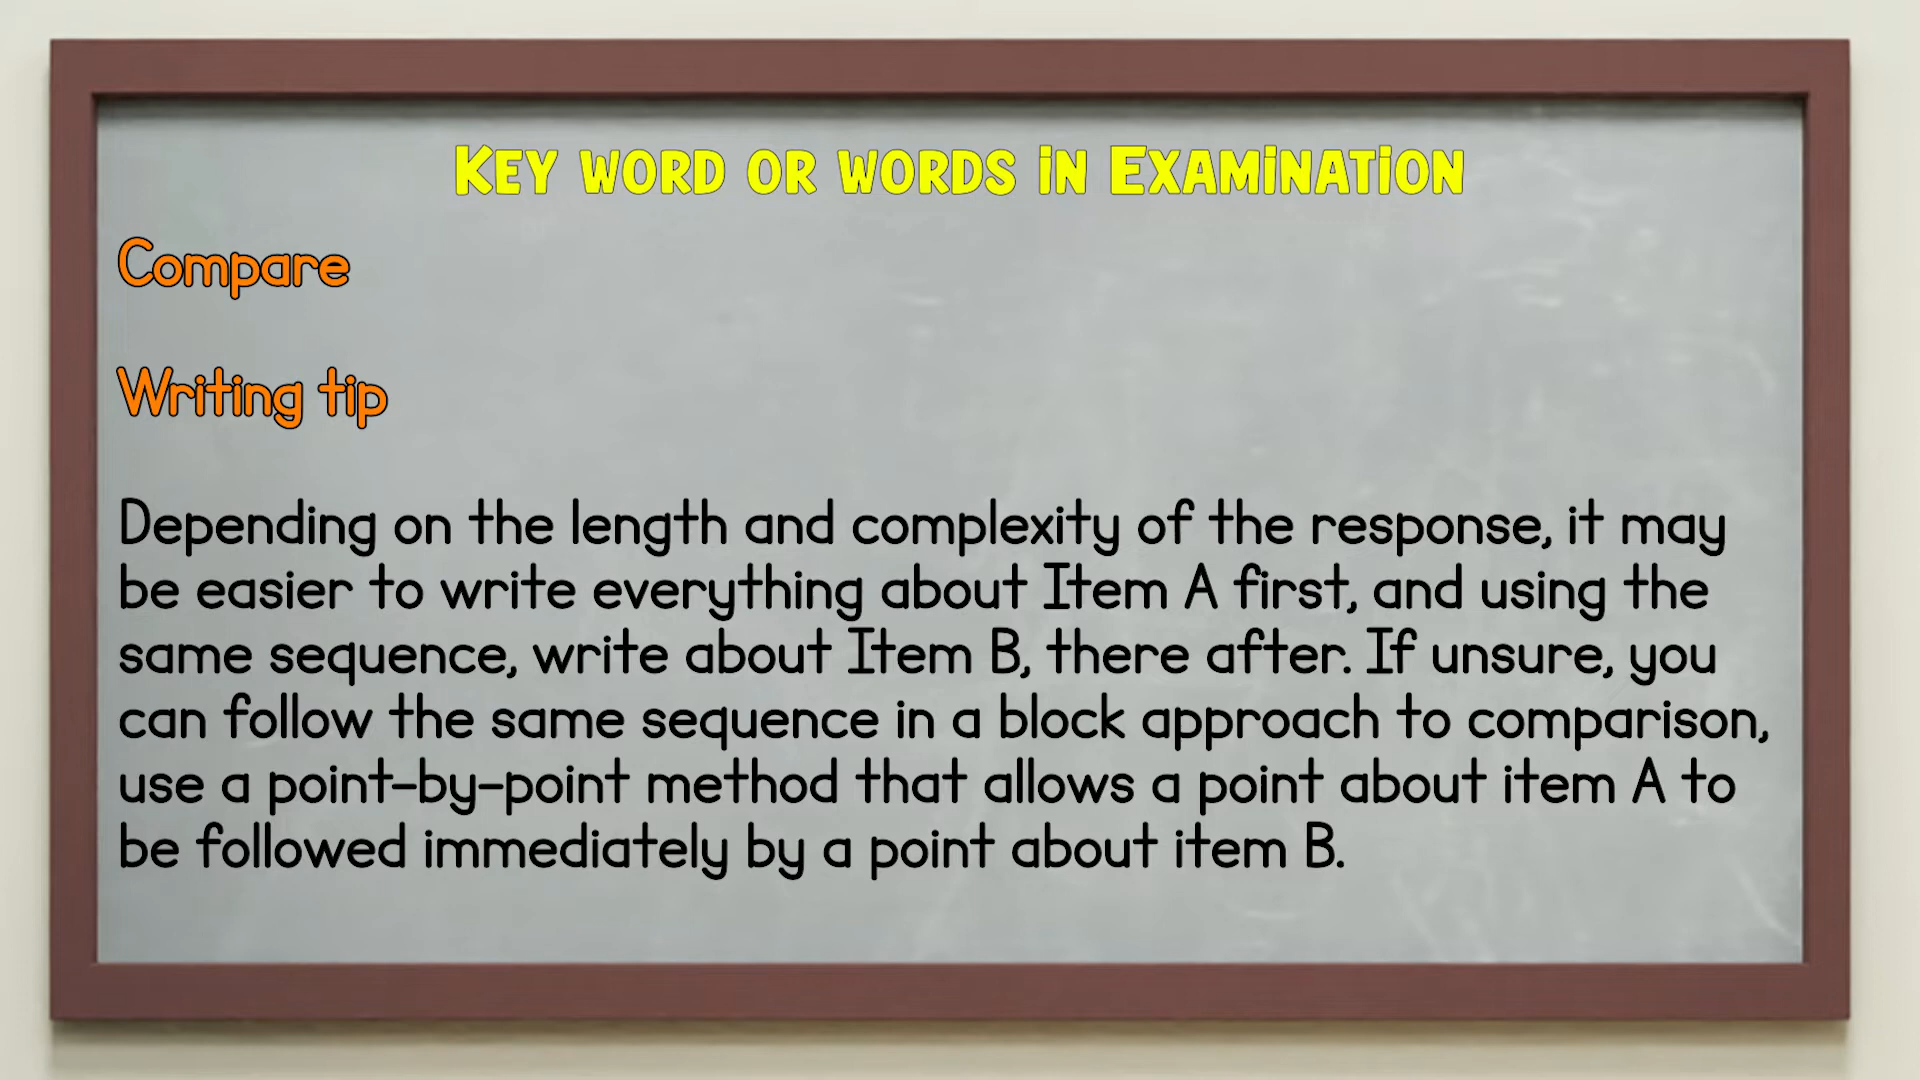 Key word or words in Examination
Compare
Writing tip
Depending on the length and complexity of the response, it may
be easier to write everything about Item A first, and using the
same sequence, write about Item B, there after. If unsure, you
can follow the same sequence in a block approach to comparison,
use a point-by-point method that allows a point about item A to
be followed immediately by a point about item B.